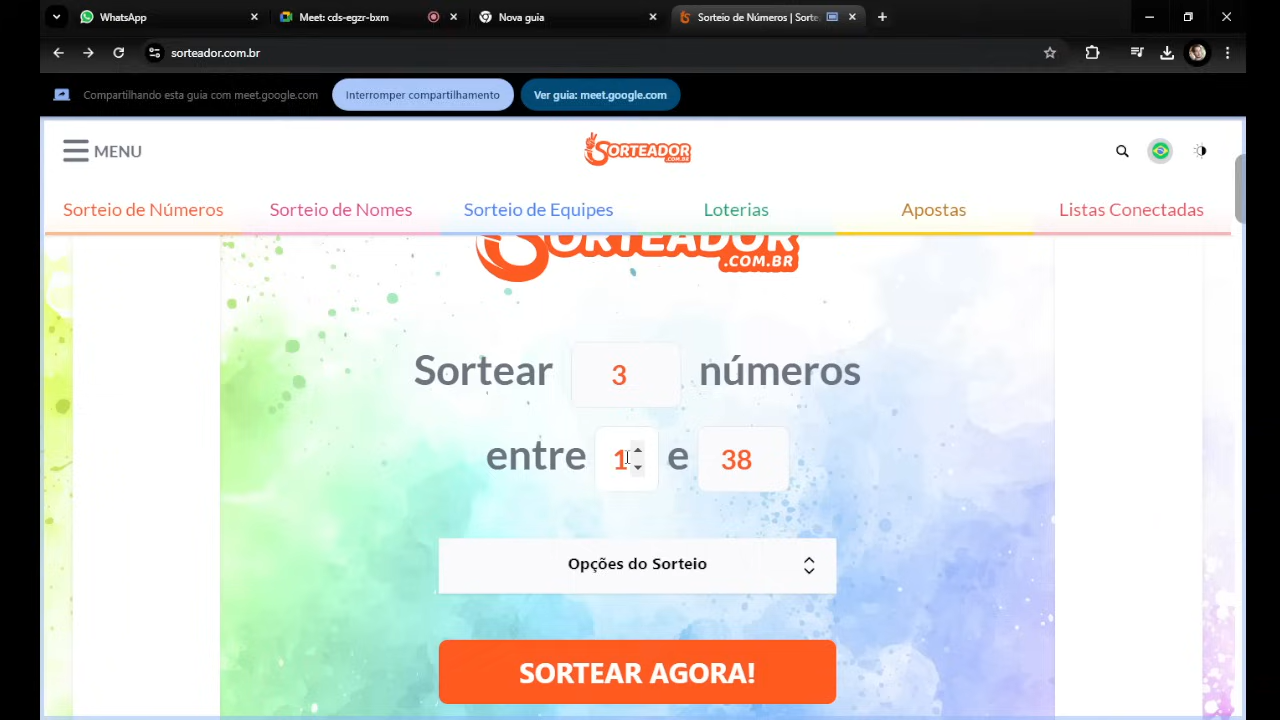 WhatsApp
Meet: cds-egzr-bxm
Nova guia
Sorteio de Números | Sorte
sorteador.com.br
Compartilhando esta guia com meet.google.com
Interromper compartilhamento
Ver guia: meet.google.com
MENU
SORTEADOR
.COM.BR
Sorteio de Números
Sorteio de Nomes
Sorteio de Equipes
Loterias
Apostas
Listas Conectadas
SORTEADOR
.COM.BR
Sortear 3 números
entre 1 e 38
Opções do Sorteio
SORTEAR AGORA!